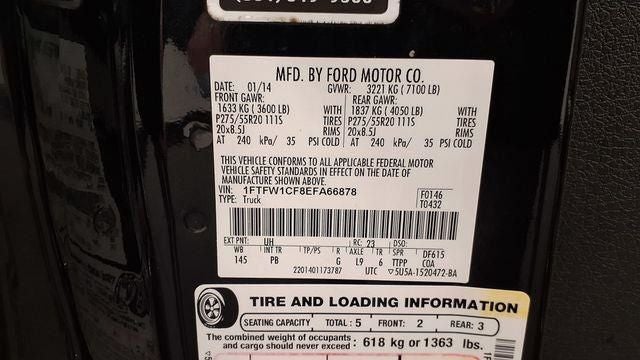 MFD. BY FORD MOTOR CO.
DATE: 01/14 GVWR: 3221 KG ( 7100 LB)
FRONT GAWR: REAR GAWR:
1633 KG ( 3600 LB) WITH 1837 KG ( 4050 LB) WITH
P275/55R20 111S TIRES P275/55R20 111S TIRES
20x8.5J RIMS 20x8.5J RIMS
AT 240 kPa/ 35 PSI COLD AT 240 kPa/ 35 PSI COLD
THIS VEHICLE CONFORMS TO ALL APPLICABLE FEDERAL MOTOR
VEHICLE SAFETY STANDARDS IN EFFECT ON THE DATE OF
MANUFACTURE SHOWN ABOVE.
VIN: 1FTFW1CF8EFA66878 F0146
TYPE: Truck T0432
EXT PNT: UH RC: 23 DSO:
WB INT TR TP/PS R AXLE TR SPR DF615
145 PB G L9 6 TTPP COA
2201401173787 UTC ▽5U5A-1520472-BA
TIRE AND LOADING INFORMATION
SEATING CAPACITY TOTAL: 5 FRONT: 2 REAR: 3
The combined weight of occupants
and cargo should never exceed : 618 kg or 1363 lbs.